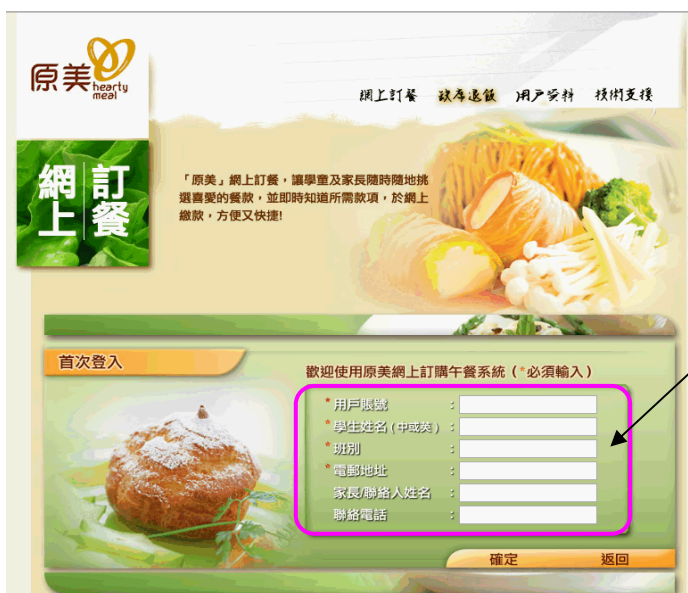 原美
hearty
meal
網上訂餐 缺席退飯 用戶資料 技術支援
網上 訂餐
「原美」網上訂餐,讓學童及家長隨時隨地挑
選喜愛的餐款,並即時知道所需款項,於網上
繳款,方便又快捷!
首次登入
歡迎使用原美網上訂購午餐系統 (*必須輸入)
*用戶賬號 :
*學生姓名 (中或英) :
*班別 :
*電郵地址 :
家長/聯絡人姓名 :
聯絡電話 :
確定 返回